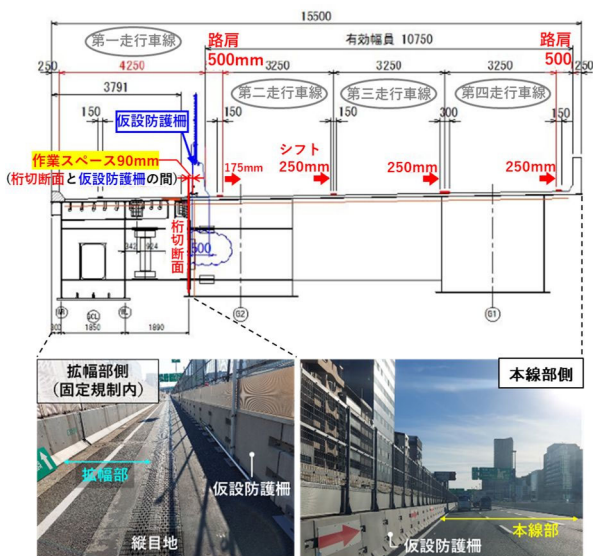 15500
第一走行車線
有効幅員 10750
路肩
500mm
路肩
500
250
4250
3250
3250
3250
250
3791
第二走行車線
第三走行車線
第四走行車線
150
仮設防護柵
150
150
300
150
作業スペース90mm
(桁切断面と仮設防護柵の間)
175mm
シフト
250mm
250mm
250mm
桁切断面
500
342
924
G2
G1
1850
1890
拡幅部側
(固定規制内)
拡幅部
仮設防護柵
縦目地
本線部側
本線部
仮設防護柵